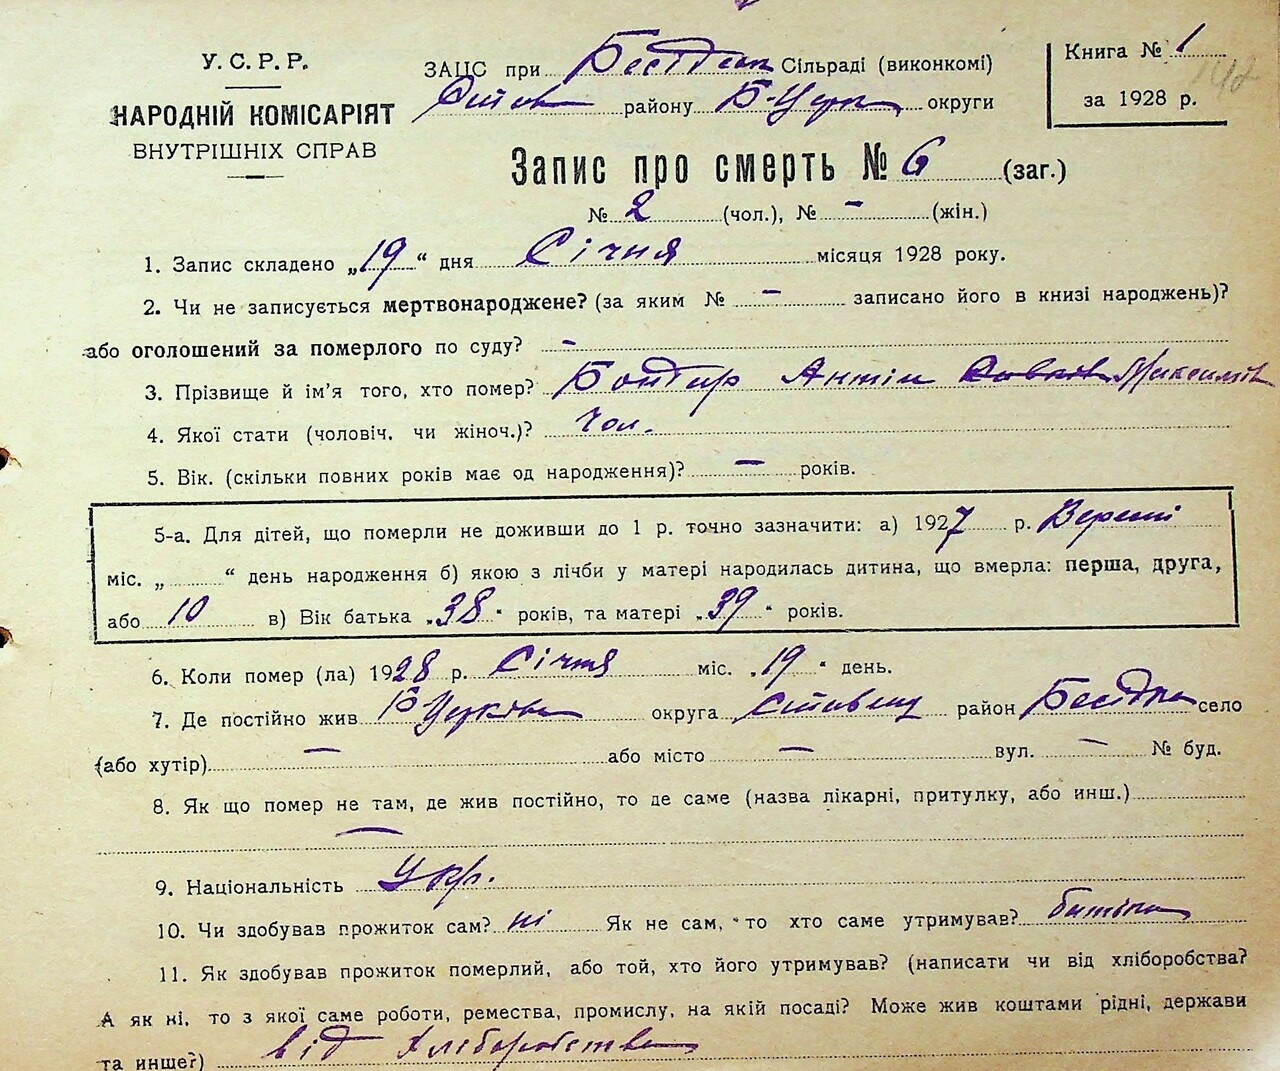 У. С. Р. Р.
НАРОДНІЙ КОМІСАРІЯТ
ВНУТРІШНІХ СПРАВ
ЗАЦС при Бесідськ Сільраді (виконкомі)
району Б-Церк округи
Книга № 1
за 1928 р.
Запис про смерть № 6 (заг.)
№ 2 (чол.), № – (жін.)
1. Запис складено „19“ дня Січня місяця 1928 року.
2. Чи не записується мертвонароджене? (за яким № – записано його в книзі народжень)?
або оголошений за померлого по суду? –
3. Прізвище й ім'я того, хто помер? Бондар Антін Максимів
4. Якої стати (чоловіч. чи жіноч.)? чол.
5. Вік. (скільки повних років має од народження)? – років.
5-а. Для дітей, що померли не доживши до 1 р. точно зазначити: а) 1927 р. Вересні
міс. „ “ день народження б) якою з лічби у матері народилась дитина, що вмерла: перша, друга,
або 10 в) Вік батька „38“ років, та матері „39“ років.
6. Коли помер (ла) 1928 р. Січня міс. „19“ день.
7. Де постійно жив Б Церківськ округа район село
(або хутір) – або місто – вул. – № буд.
8. Як що помер не там, де жив постійно, то де саме (назва лікарні, притулку, або инш.)
–
9. Національність Укр.
10. Чи здобував прожиток сам? ні Як не сам, то хто саме утримував? батько
11. Як здобував прожиток померлий, або той, хто його утримував? (написати чи від хліборобства?
А як ні, то з якої саме роботи, ремества, промислу, на якій посаді? Може жив коштами рідні, держави
та инше?) від хліборобства